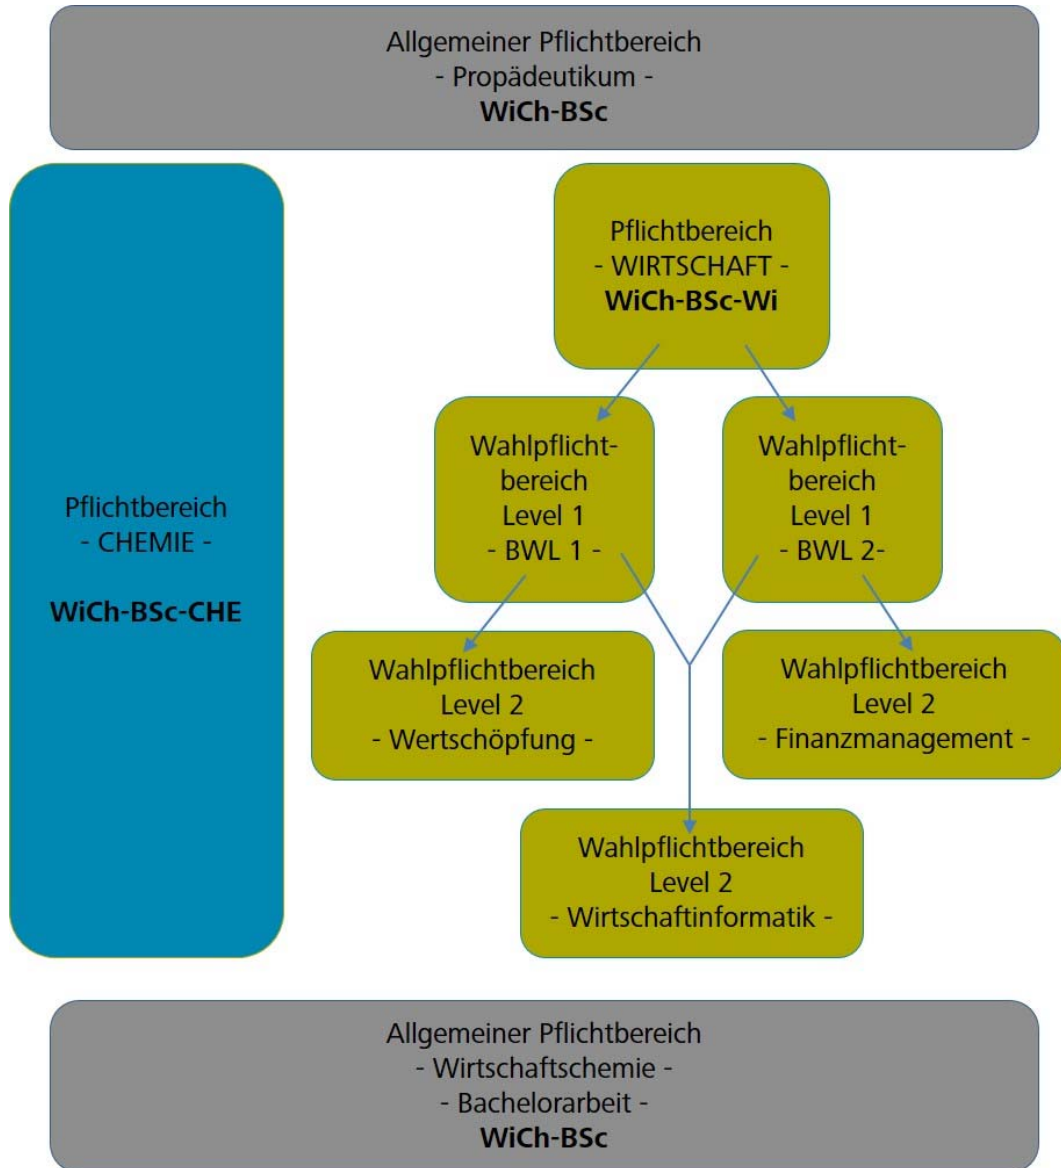 Allgemeiner Pflichtbereich
- Propädeutikum -
WiCh-BSc
Pflichtbereich
- CHEMIE -
WiCh-BSc-CHE
Pflichtbereich
- WIRTSCHAFT -
WiCh-BSc-Wi
Wahlpflicht-
bereich
Level 1
- BWL 1 -
Wahlpflicht-
bereich
Level 1
- BWL 2-
Wahlpflichtbereich
Level 2
- Wertschöpfung -
Wahlpflichtbereich
Level 2
- Finanzmanagement -
Wahlpflichtbereich
Level 2
- Wirtschaftinformatik -
Allgemeiner Pflichtbereich
- Wirtschaftschemie -
- Bachelorarbeit -
WiCh-BSc